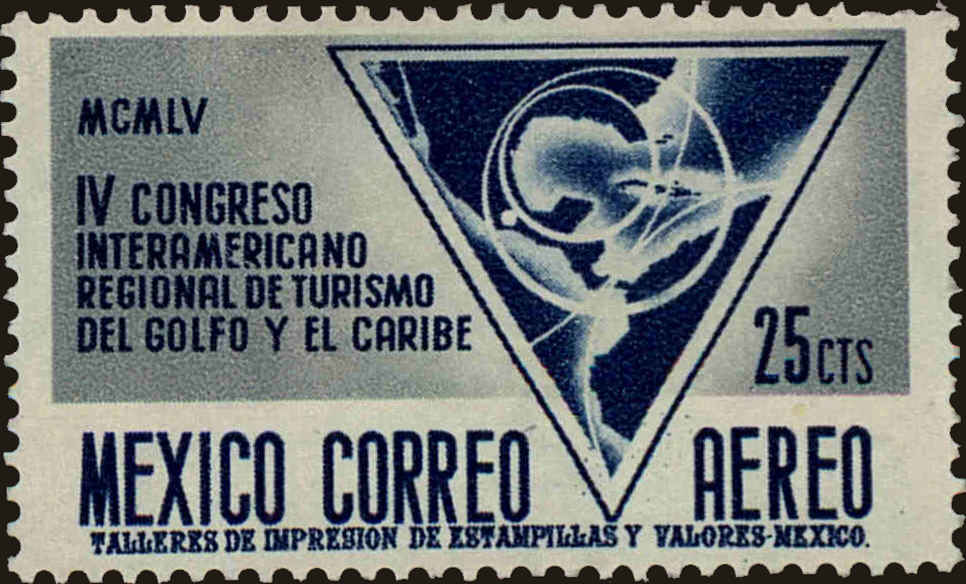 MCMLV
IV CONGRESO
INTERAMERICANO
REGIONAL DE TURISMO
DEL GOLFO Y EL CARIBE
25 CTS
MEXICO CORREO AEREO
TALLERES DE IMPRESION DE ESTAMPILLAS Y VALORES-MEXICO.